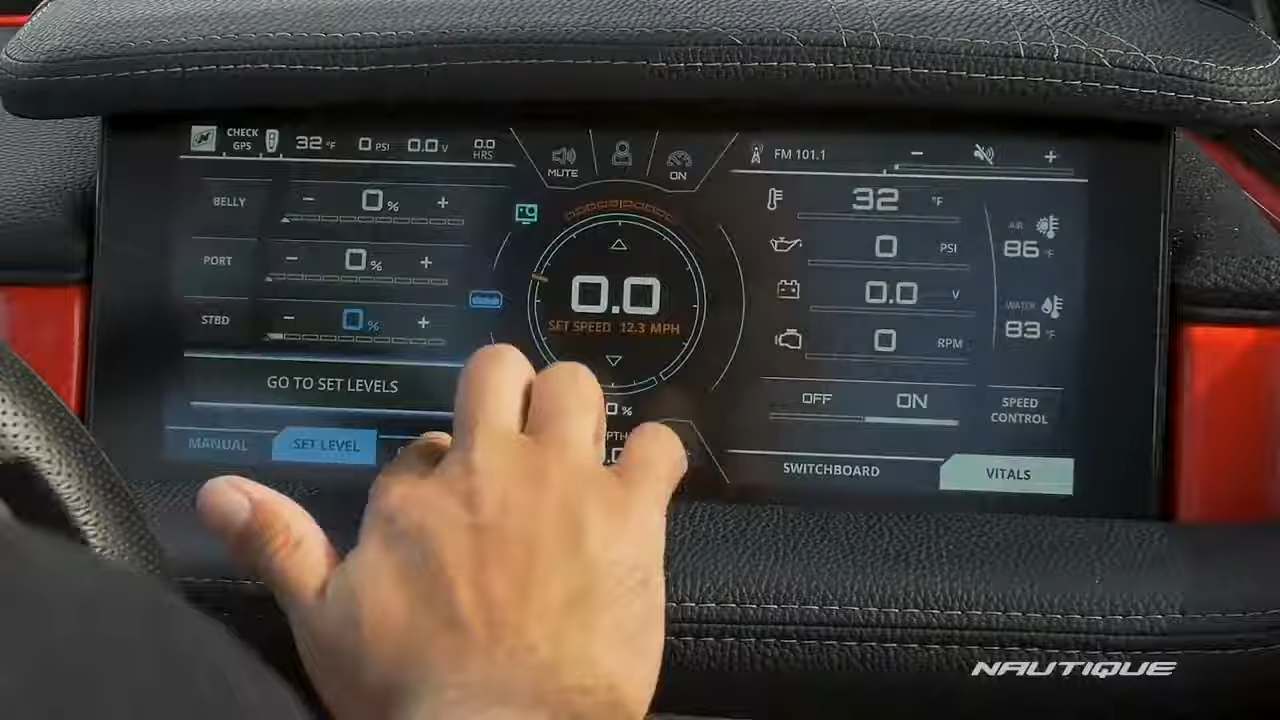 CHECK GPS 32 °F 0 PSI 0.0 V 0.0 HRS
MUTE
ON
FM 101.1 − +
BELLY − 0 % +
PORT − 0 % +
STBD − 0 % +
GO TO SET LEVELS
MANUAL SET LEVEL
0.0
SET SPEED 12.3 MPH
0 %
32 °F
0 PSI
0.0 V
0 RPM
AIR
86 °F
WATER
83 °F
OFF ON
SPEED CONTROL
SWITCHBOARD VITALS
NAUTIQUE